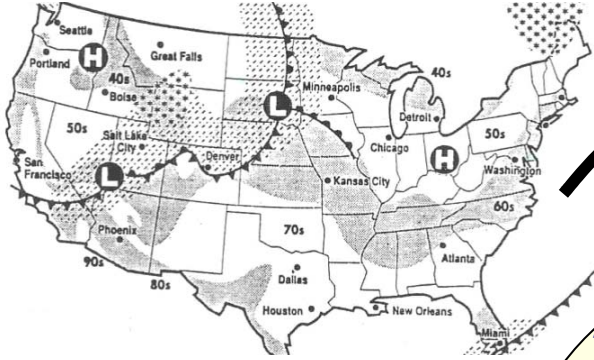 Seattle
Portland
H
Great Falls
40s
Boise
50s
Salt Lake
City
San
Francisco
L
Denver
Phoenix
90s
80s
L
Minneapolis
40s
Detroit
Chicago
H
50s
Washington
Kansas City
60s
70s
Atlanta
Dallas
Houston
New Orleans
Miami